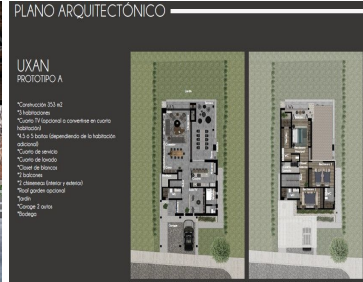 PLANO ARQUITECTÓNICO
UXAN
PROTOTIPO A
*Construcción 353 m2
*3 habitaciones
*Cuarto TV (opcional a convertirse en cuarto
habitación)
*4.5 o 5 baños (dependiendo de la habitación
adicional)
*Cuarto de servicio
*Cuarto de lavado
*Closet de blancos
*2 balcones
*2 chimeneas (interior y exterior)
*Roof garden opcional
*Jardín
*Garage 2 autos
*Bodega